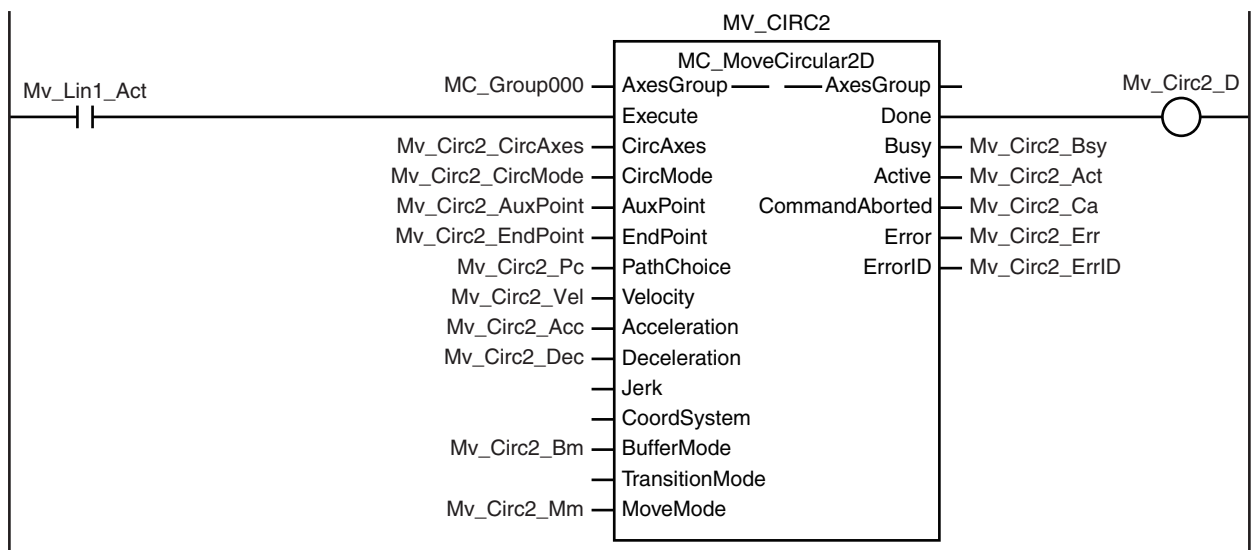 MV_CIRC2
MC_MoveCircular2D
Mv_Lin1_Act MC_Group000 AxesGroup AxesGroup Mv_Circ2_D
Execute Done
Mv_Circ2_CircAxes CircAxes Busy Mv_Circ2_Bsy
Mv_Circ2_CircMode CircMode Active Mv_Circ2_Act
Mv_Circ2_AuxPoint AuxPoint CommandAborted Mv_Circ2_Ca
Mv_Circ2_EndPoint EndPoint Error Mv_Circ2_Err
Mv_Circ2_Pc PathChoice ErrorID Mv_Circ2_ErrID
Mv_Circ2_Vel Velocity
Mv_Circ2_Acc Acceleration
Mv_Circ2_Dec Deceleration
Jerk
CoordSystem
Mv_Circ2_Bm BufferMode
TransitionMode
Mv_Circ2_Mm MoveMode